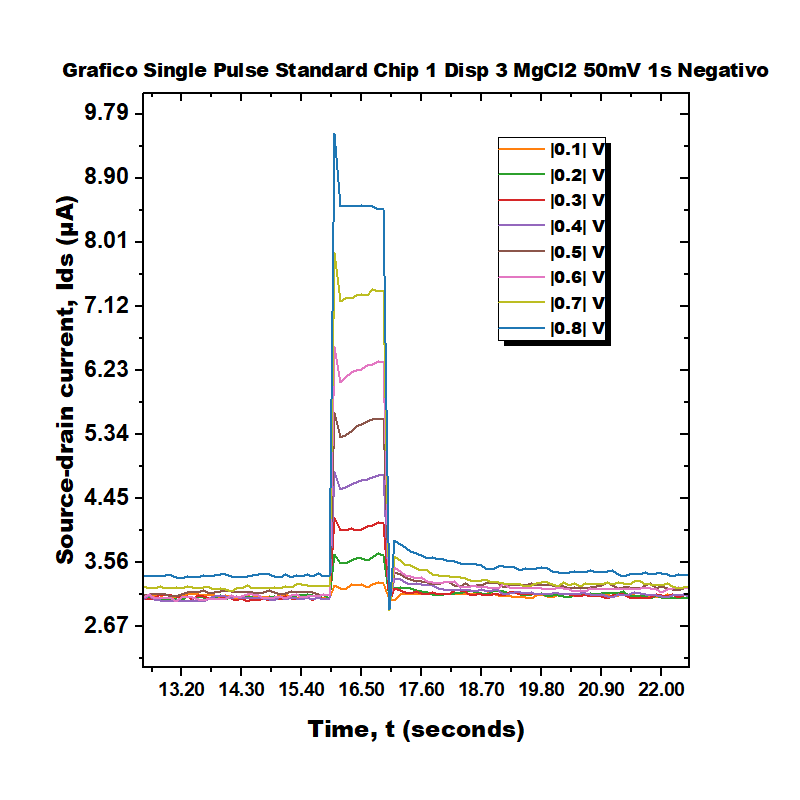 Grafico Single Pulse Standard Chip 1 Disp 3 MgCl2 50mV 1s Negativo
9.79
8.90
8.01
7.12
6.23
5.34
4.45
3.56
2.67
Source-drain current, Ids (µA)
|0.1| V
|0.2| V
|0.3| V
|0.4| V
|0.5| V
|0.6| V
|0.7| V
|0.8| V
13.20 14.30 15.40 16.50 17.60 18.70 19.80 20.90 22.00
Time, t (seconds)